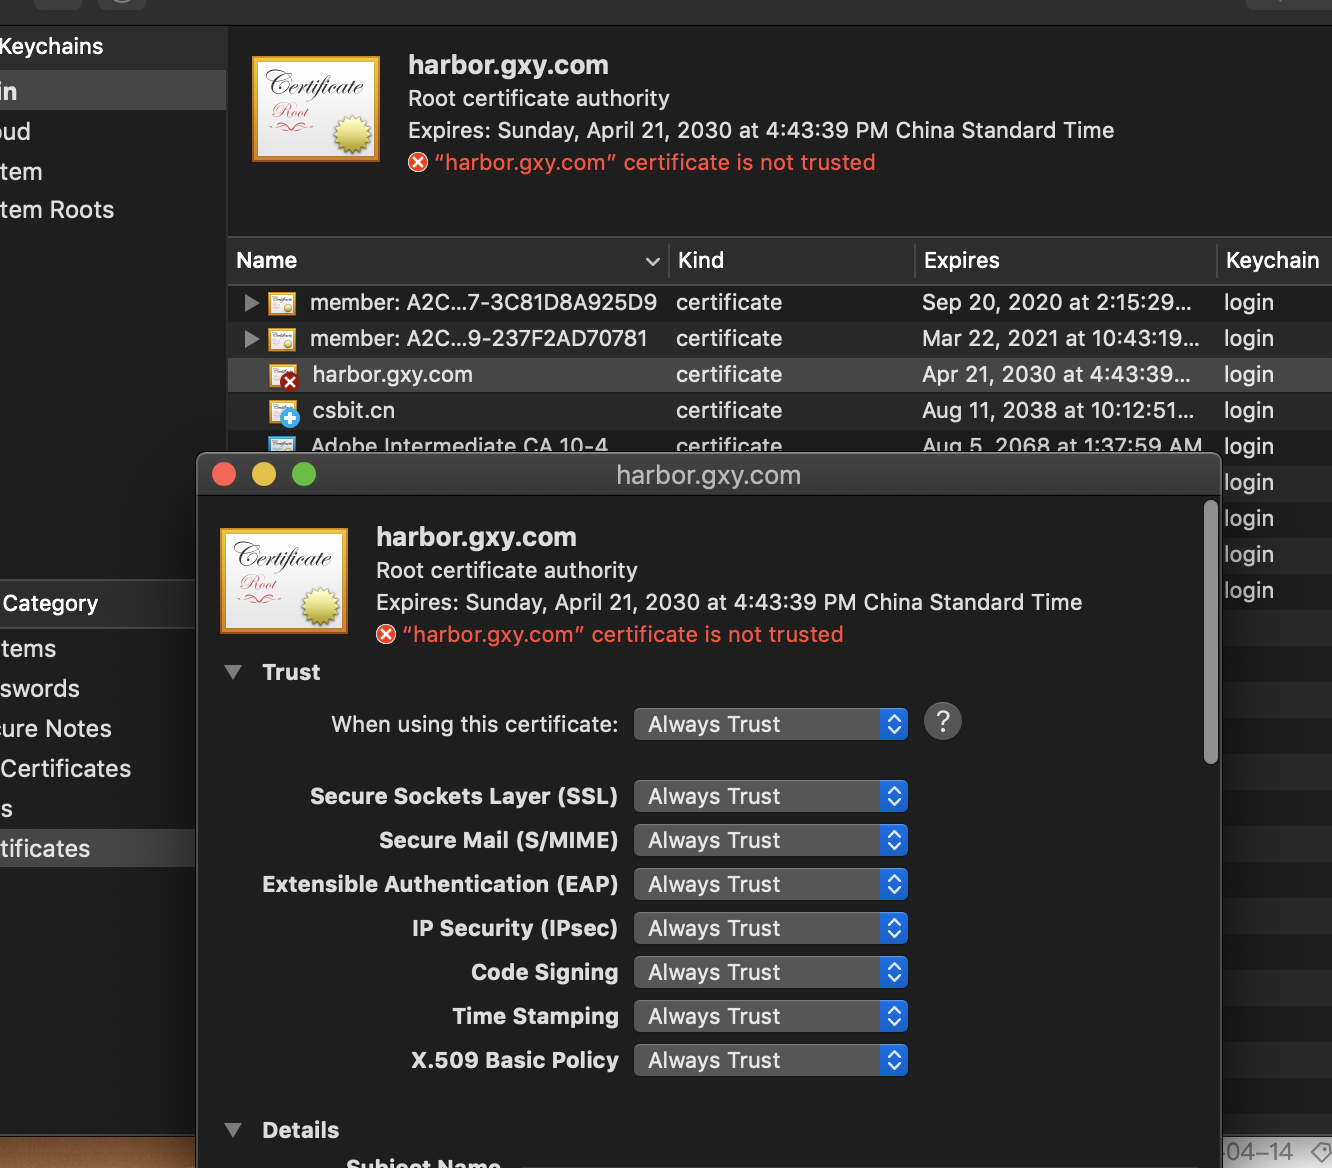 Keychains
in
oud
tem
tem Roots
Certificate
Root
harbor.gxy.com
Root certificate authority
Expires: Sunday, April 21, 2030 at 4:43:39 PM China Standard Time
“harbor.gxy.com” certificate is not trusted
Name Kind Expires Keychain
member: A2C...7-3C81D8A925D9 certificate Sep 20, 2020 at 2:15:29... login
member: A2C...9-237F2AD70781 certificate Mar 22, 2021 at 10:43:19... login
harbor.gxy.com certificate Apr 21, 2030 at 4:43:39... login
csbit.cn certificate Aug 11, 2038 at 10:12:51... login
Adobe Intermediate CA 10-4 certificate Aug 5, 2068 at 1:37:59 AM login
login
login
login
login
Category
tems
swords
cure Notes
Certificates
s
tificates
harbor.gxy.com
Certificate
Root
harbor.gxy.com
Root certificate authority
Expires: Sunday, April 21, 2030 at 4:43:39 PM China Standard Time
“harbor.gxy.com” certificate is not trusted
Trust
When using this certificate: Always Trust ?
Secure Sockets Layer (SSL) Always Trust
Secure Mail (S/MIME) Always Trust
Extensible Authentication (EAP) Always Trust
IP Security (IPsec) Always Trust
Code Signing Always Trust
Time Stamping Always Trust
X.509 Basic Policy Always Trust
Details
Subject Name
-04-14